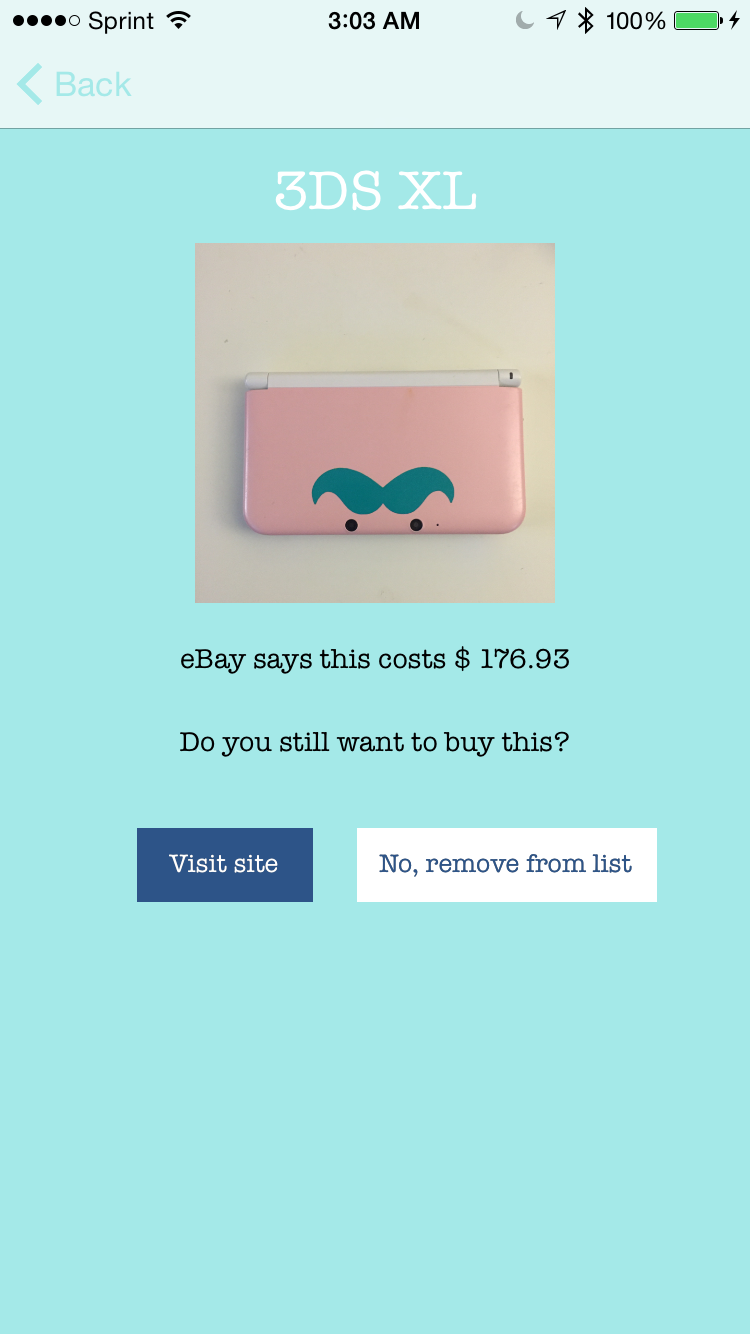 Sprint 3:03 AM 100%
Back
3DS XL
eBay says this costs $ 176.93
Do you still want to buy this?
Visit site No, remove from list